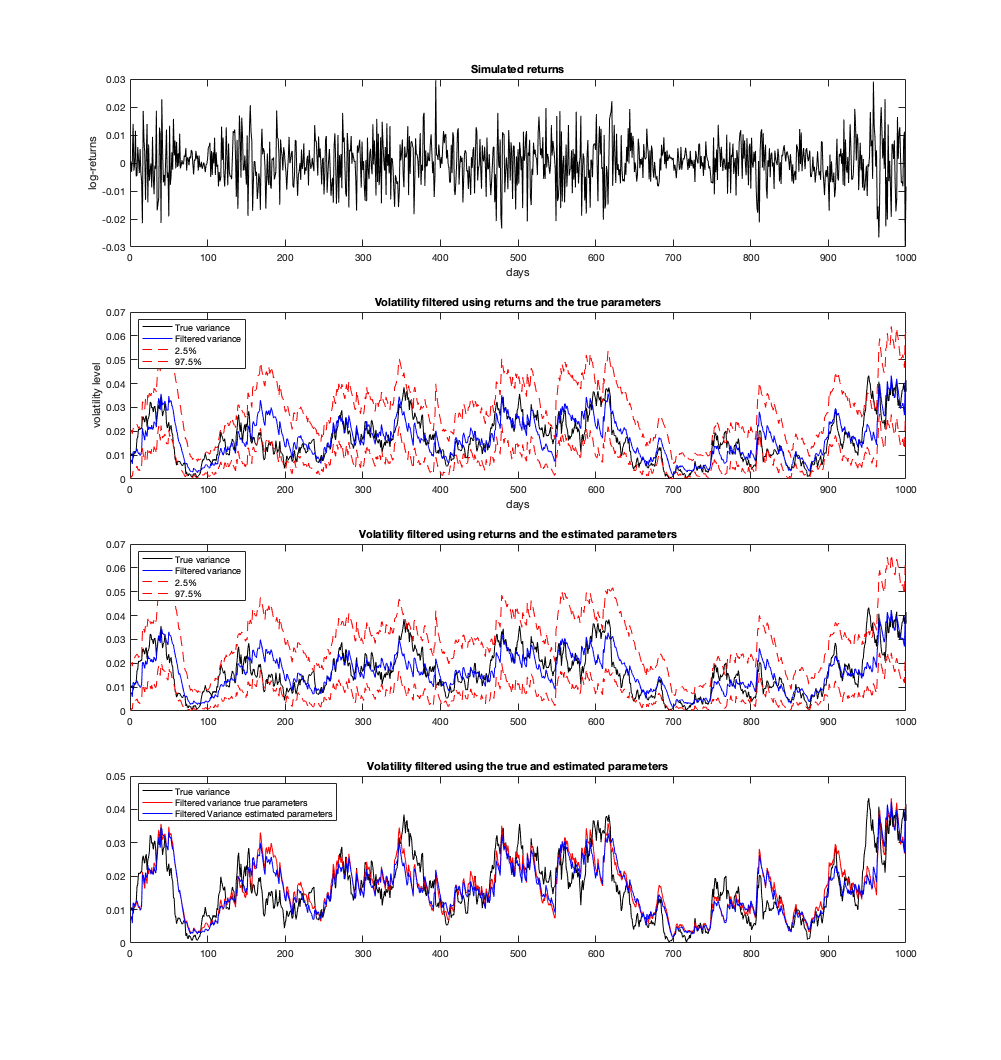 Simulated returns
0.03
0.02
0.01
0
-0.01
-0.02
-0.03
log-returns
0 100 200 300 400 500 600 700 800 900 1000
days
Volatility filtered using returns and the true parameters
0.07
0.06
0.05
0.04
0.03
0.02
0.01
0
volatility level
True variance
Filtered variance
2.5%
97.5%
0 100 200 300 400 500 600 700 800 900 1000
days
Volatility filtered using returns and the estimated parameters
0.07
0.06
0.05
0.04
0.03
0.02
0.01
0
True variance
Filtered variance
2.5%
97.5%
0 100 200 300 400 500 600 700 800 900 1000
Volatility filtered using the true and estimated parameters
0.05
0.04
0.03
0.02
0.01
0
True variance
Filtered variance true parameters
Filtered Variance estimated parameters
0 100 200 300 400 500 600 700 800 900 1000